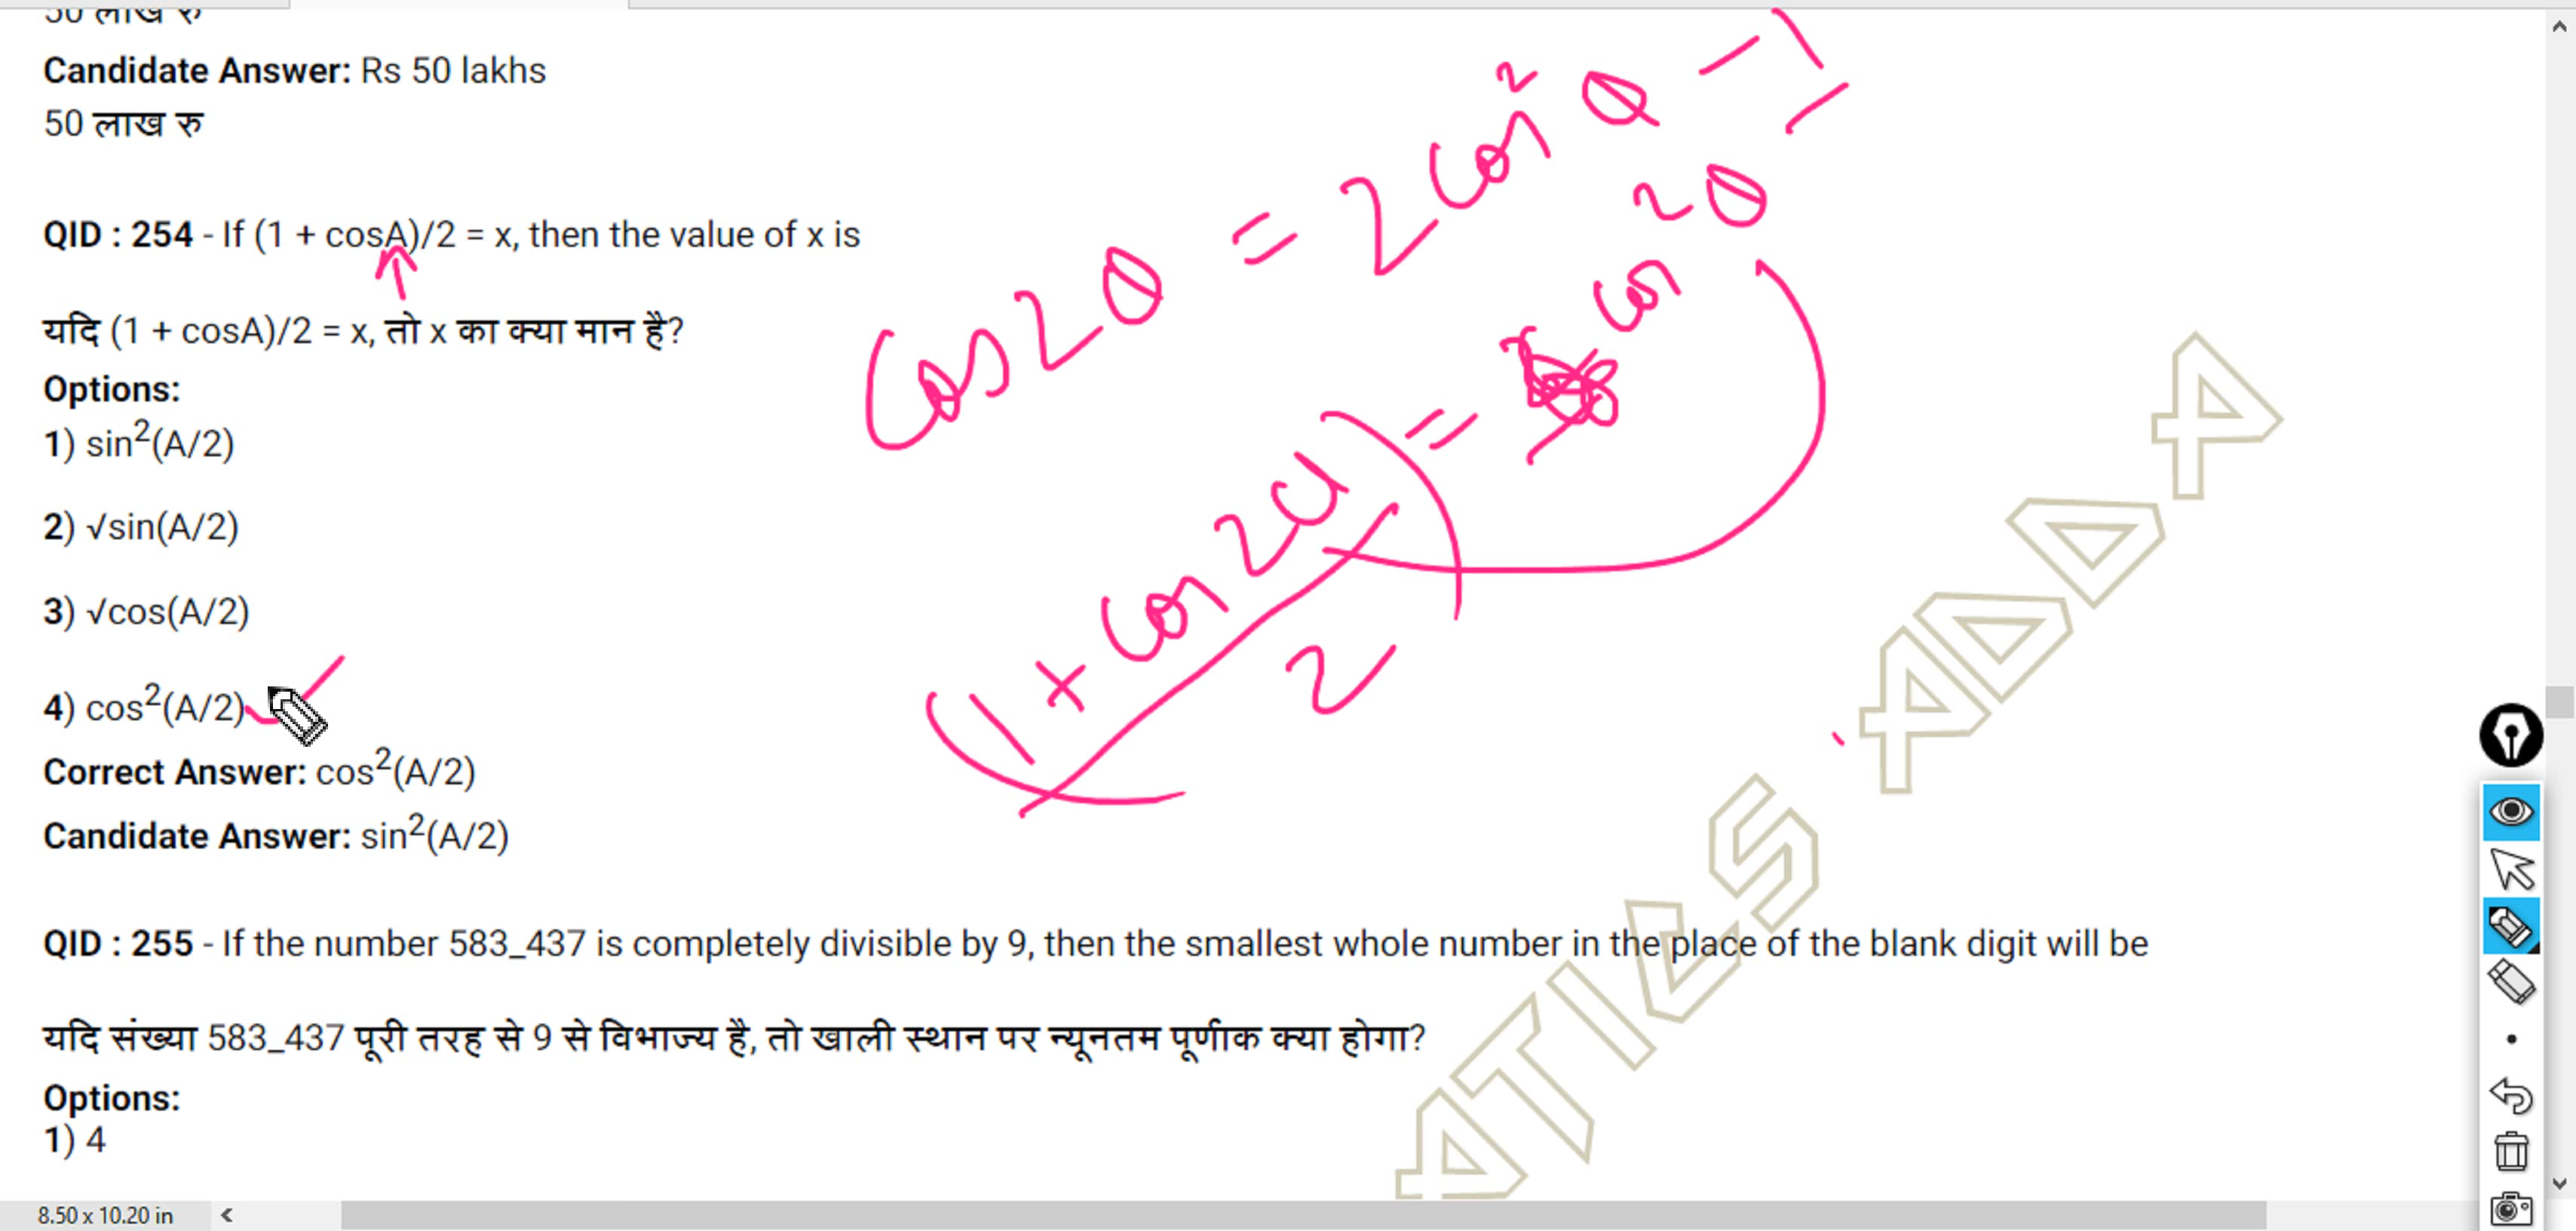 50 लाख रु
Candidate Answer: Rs 50 lakhs
50 लाख रु
QID : 254 - If (1 + cosA)/2 = x, then the value of x is
यदि (1 + cosA)/2 = x, तो x का क्या मान है?
Options:
1) sin²(A/2)
2) √sin(A/2)
3) √cos(A/2)
4) cos²(A/2)
Correct Answer: cos²(A/2)
Candidate Answer: sin²(A/2)
QID : 255 - If the number 583_437 is completely divisible by 9, then the smallest whole number in the place of the blank digit will be
यदि संख्या 583_437 पूरी तरह से 9 से विभाज्य है, तो खाली स्थान पर न्यूनतम पूर्णाक क्या होगा?
Options:
1) 4
Cos2θ = 2Cos²θ - 1
= cos²θ
2
ATICS ADDA
8.50 x 10.20 in